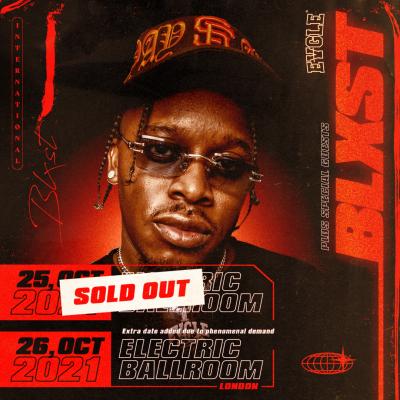 INTERNATIONAL
Blxst
EVGLE
BLXST
PLUS SPECIAL GUESTS
25, OCT
SOLD OUT
Extra date added due to phenomenal demand
26, OCT
2021
ELECTRIC
BALLROOM
LONDON